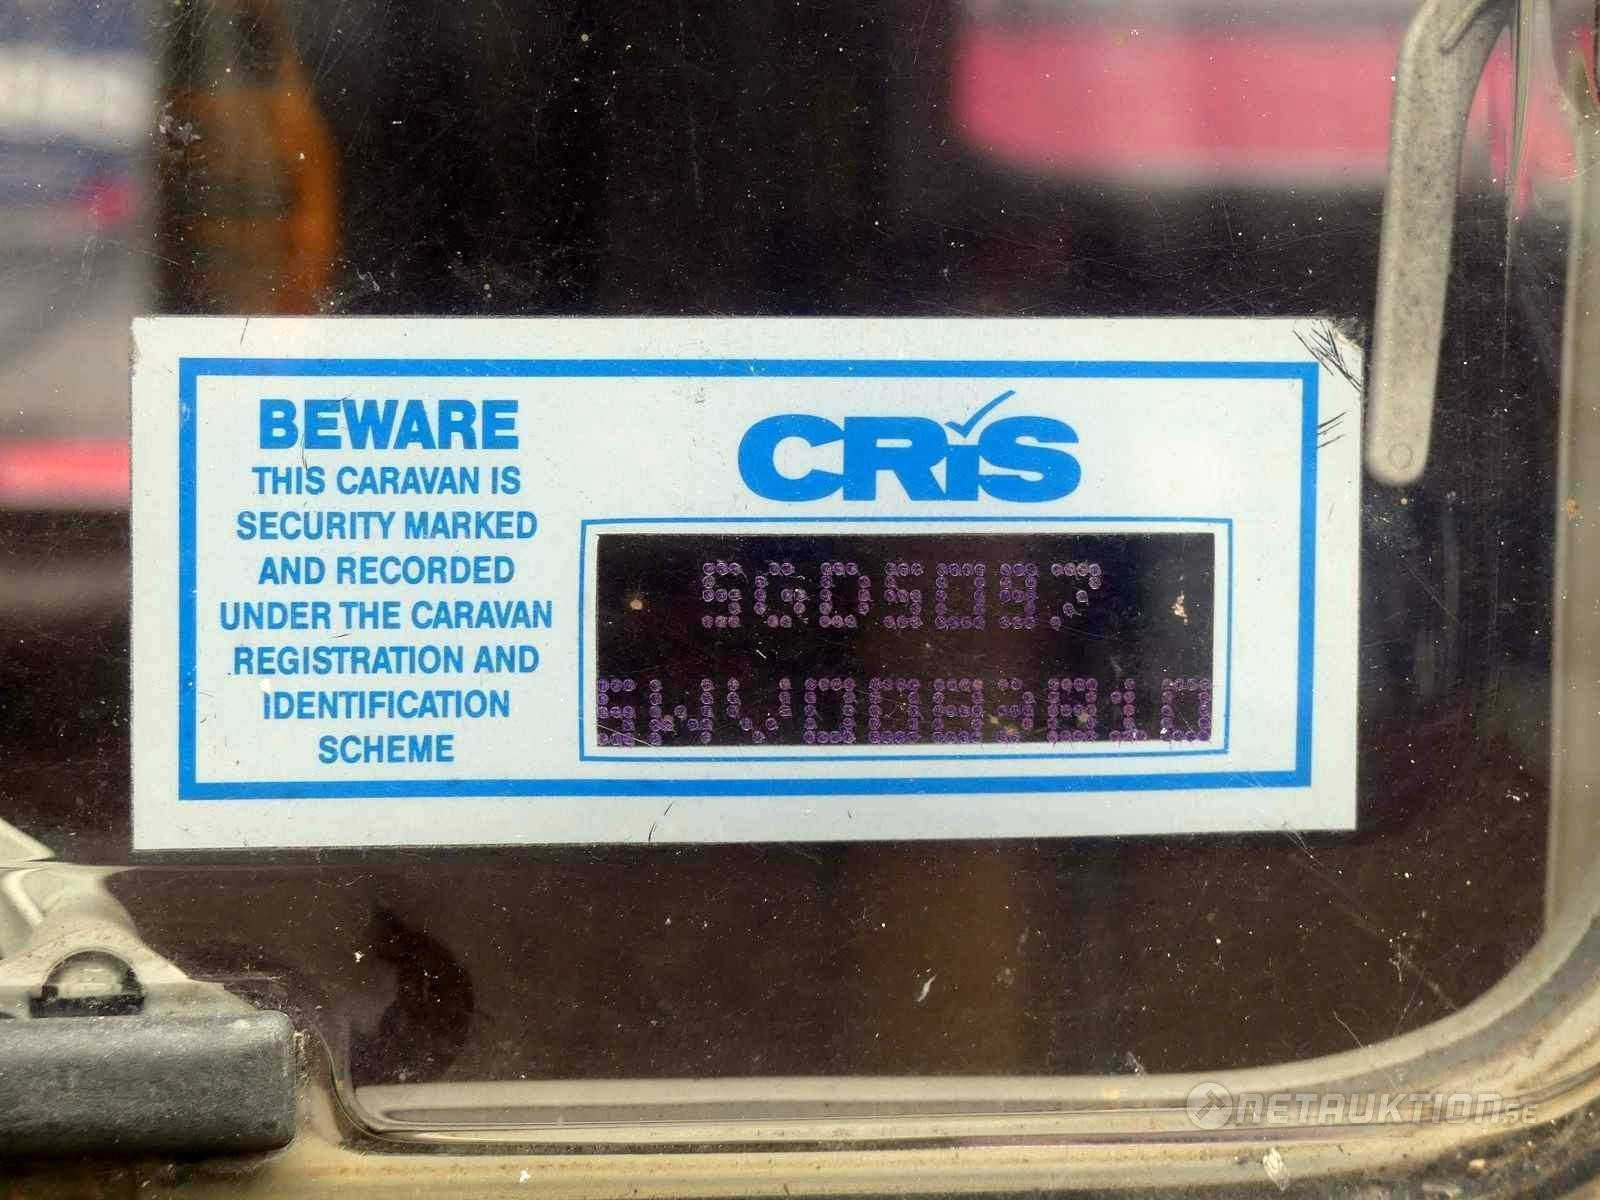 BEWARE
THIS CARAVAN IS
SECURITY MARKED
AND RECORDED
UNDER THE CARAVAN
REGISTRATION AND
IDENTIFICATION
SCHEME
CRiS
NETAUKTION.SE